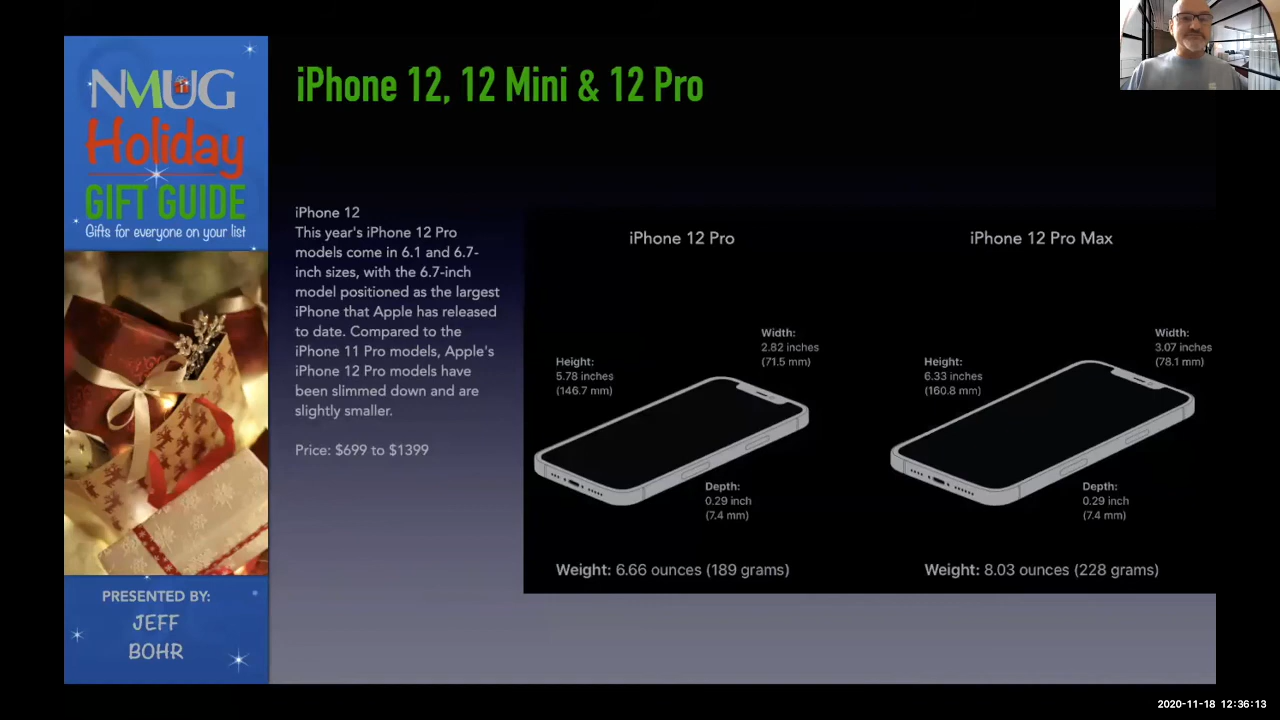 NMUG
Holiday
GIFT GUIDE
Gifts for everyone on your list
PRESENTED BY:
JEFF
BOHR
iPhone 12, 12 Mini & 12 Pro
iPhone 12
This year's iPhone 12 Pro
models come in 6.1 and 6.7-
inch sizes, with the 6.7-inch
model positioned as the largest
iPhone that Apple has released
to date. Compared to the
iPhone 11 Pro models, Apple's
iPhone 12 Pro models have
been slimmed down and are
slightly smaller.
Price: $699 to $1399
iPhone 12 Pro
Width:
2.82 inches
(71.5 mm)
Height:
5.78 inches
(146.7 mm)
Depth:
0.29 inch
(7.4 mm)
Weight: 6.66 ounces (189 grams)
iPhone 12 Pro Max
Width:
3.07 inches
(78.1 mm)
Height:
6.33 inches
(160.8 mm)
Depth:
0.29 inch
(7.4 mm)
Weight: 8.03 ounces (228 grams)
2020-11-18 12:36:13